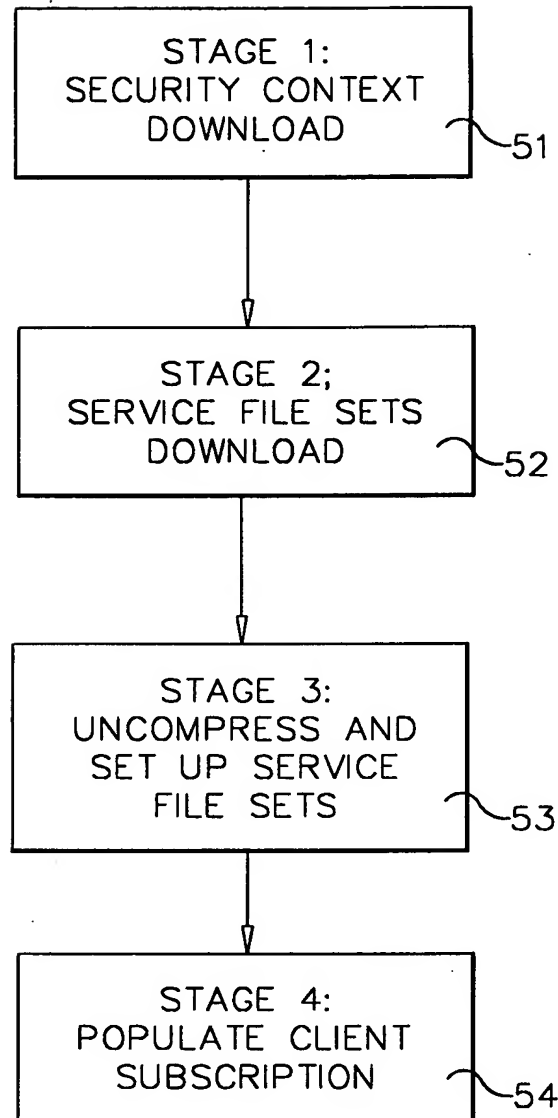 STAGE 1:
SECURITY CONTEXT
DOWNLOAD
51
STAGE 2;
SERVICE FILE SETS
DOWNLOAD
52
STAGE 3:
UNCOMPRESS AND
SET UP SERVICE
FILE SETS
53
STAGE 4:
POPULATE CLIENT
SUBSCRIPTION
54